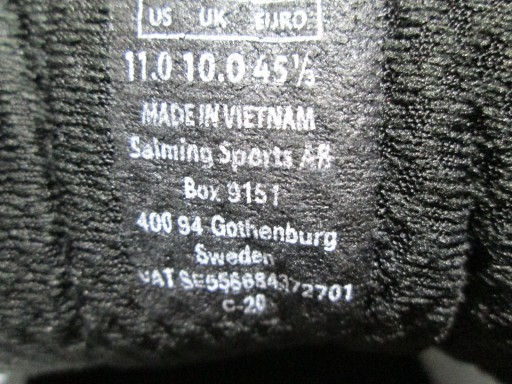 US UK EURO
11.0 10.0 45⅓
MADE IN VIETNAM
Salming Sports AB
Box 9151
400 94 Gothenburg
Sweden
VAT
C-20